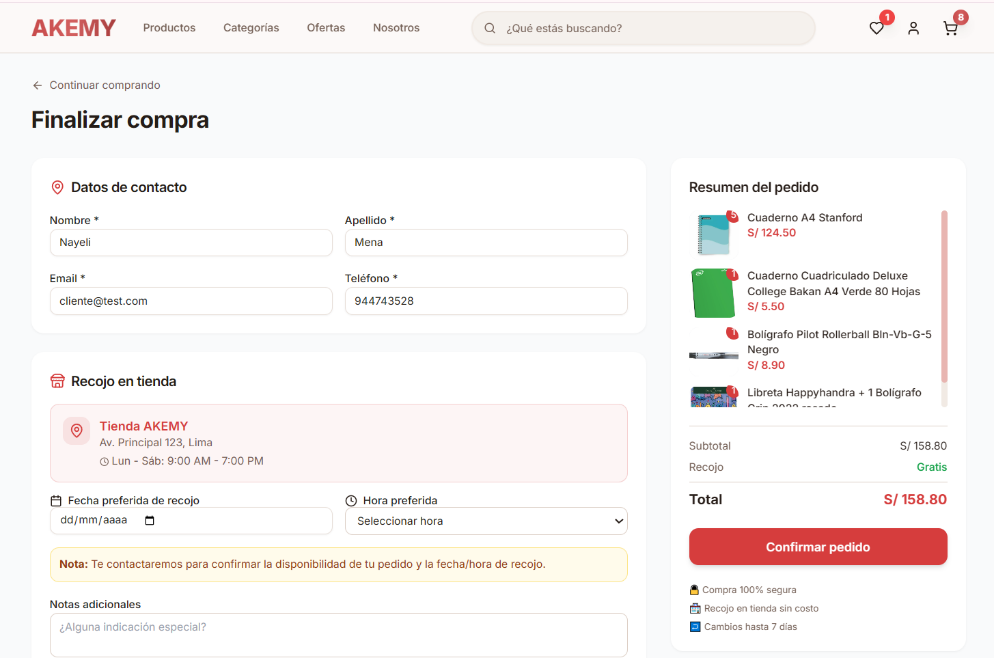 AKEMY
Productos
Categorías
Ofertas
Nosotros
¿Qué estás buscando?
1
8
Continuar comprando
Finalizar compra
Datos de contacto
Nombre *
Apellido *
Nayeli
Mena
Email *
Teléfono *
cliente@test.com
944743528
Recojo en tienda
Tienda AKEMY
Av. Principal 123, Lima
Lun - Sáb: 9:00 AM - 7:00 PM
Fecha preferida de recojo
Hora preferida
dd/mm/aaaa
Seleccionar hora
Nota: Te contactaremos para confirmar la disponibilidad de tu pedido y la fecha/hora de recojo.
Notas adicionales
¿Alguna indicación especial?
Resumen del pedido
5
Cuaderno A4 Stanford
S/ 124.50
1
Cuaderno Cuadriculado Deluxe
College Bakan A4 Verde 80 Hojas
S/ 5.50
1
Bolígrafo Pilot Rollerball Bln-Vb-G-5
Negro
S/ 8.90
1
Libreta Happyhandra + 1 Bolígrafo
Subtotal
S/ 158.80
Recojo
Gratis
Total
S/ 158.80
Confirmar pedido
Compra 100% segura
Recojo en tienda sin costo
Cambios hasta 7 días